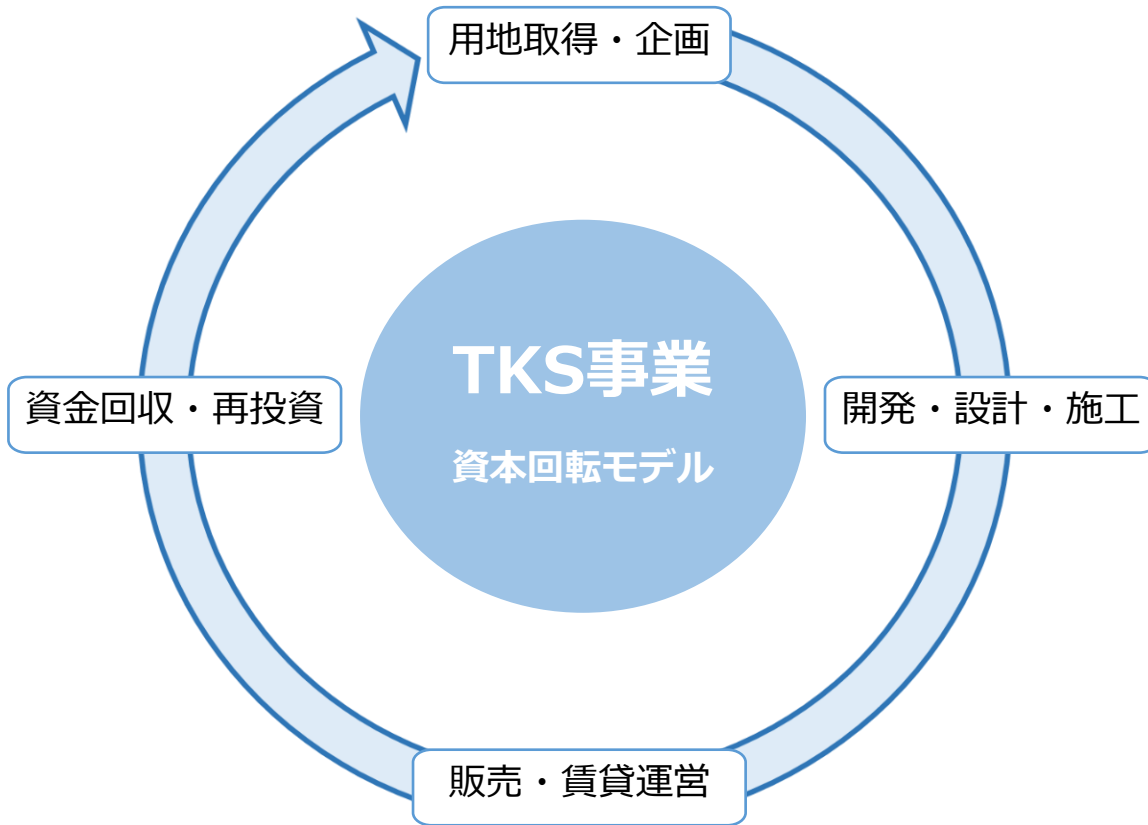 用地取得・企画
TKS事業
資本回転モデル
資金回収・再投資
開発・設計・施工
販売・賃貸運営